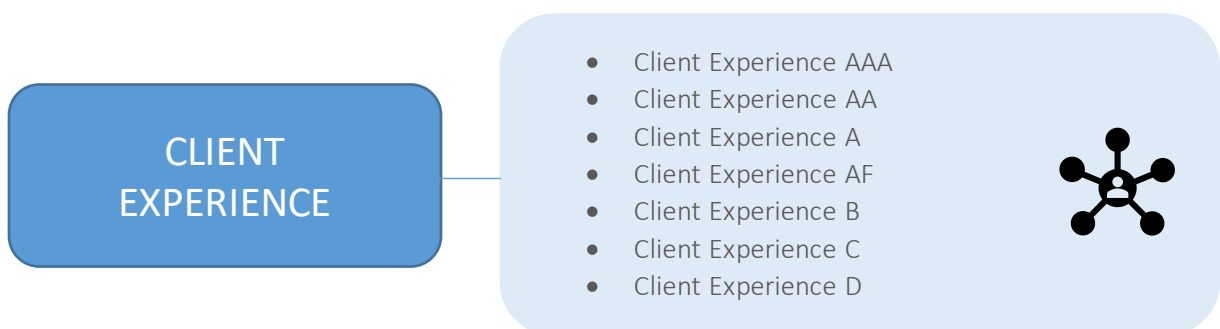 CLIENT
EXPERIENCE
Client Experience AAA
Client Experience AA
Client Experience A
Client Experience AF
Client Experience B
Client Experience C
Client Experience D